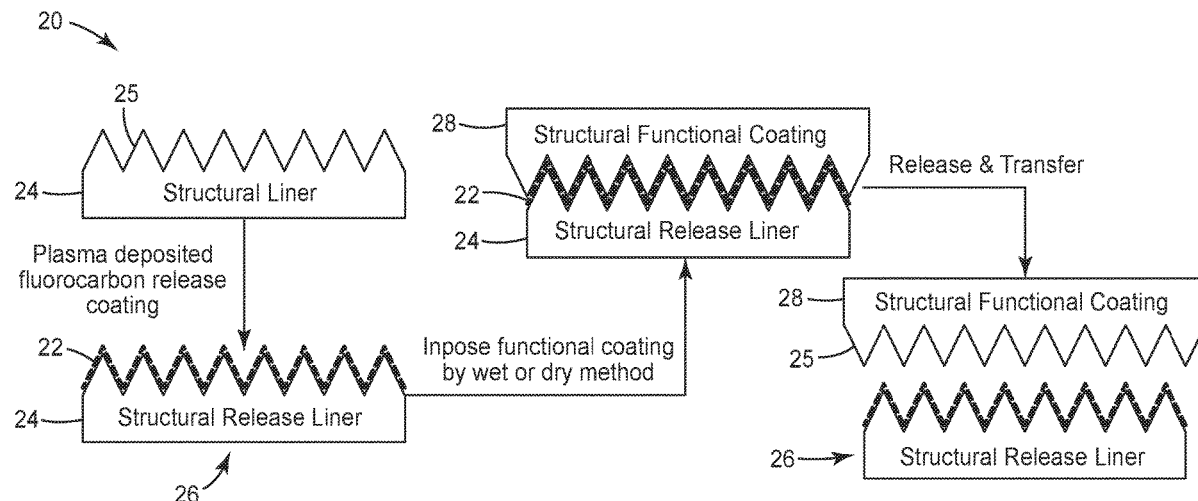 20
25
24
Structural Liner
Plasma deposited
fluorocarbon release
coating
22
24
Structural Release Liner
26
Inpose functional coating
by wet or dry method
28
Structural Functional Coating
22
24
Structural Release Liner
Release & Transfer
28
Structural Functional Coating
25
26
Structural Release Liner